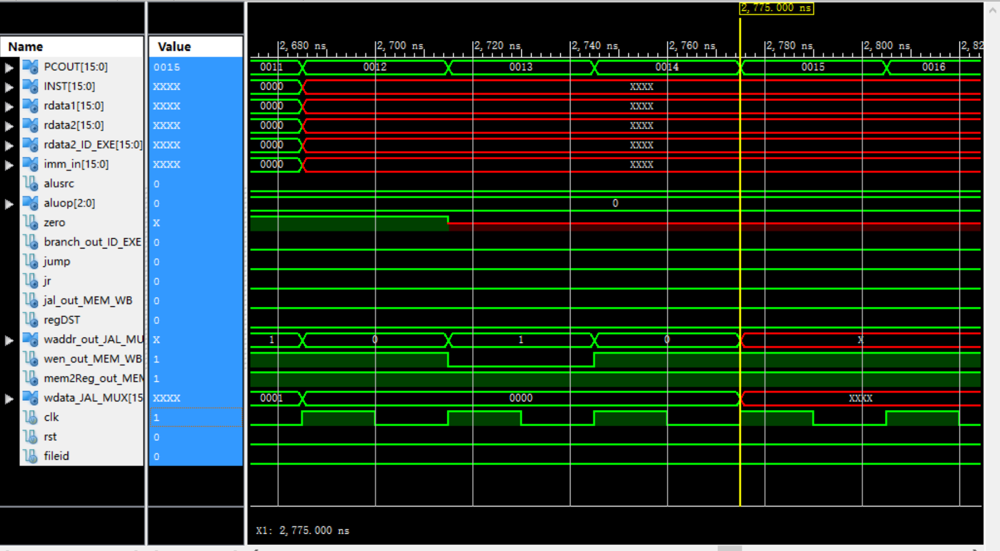 2,775.000 ns
Name Value 2,680 ns 2,700 ns 2,720 ns 2,740 ns 2,760 ns 2,780 ns 2,800 ns 2,82
PCOUT[15:0] 0015 0011 0012 0013 0014 0015 0016
INST[15:0] XXXX 0000 XXXX
rdata1[15:0] XXXX 0000 XXXX
rdata2[15:0] XXXX 0000 XXXX
rdata2_ID_EXE[15:0] XXXX 0000 XXXX
imm_in[15:0] XXXX 0000 XXXX
alusrc 0
aluop[2:0] 0 0
zero X
branch_out_ID_EXE 0
jump 0
jr 0
jal_out_MEM_WB 0
regDST 0
waddr_out_JAL_MU X 1 0 1 0 X
wen_out_MEM_WB 1
mem2Reg_out_MEM 1
wdata_JAL_MUX[15 XXXX 0001 0000 XXXX
clk 1
rst 0
fileid 0
X1: 2,775.000 ns